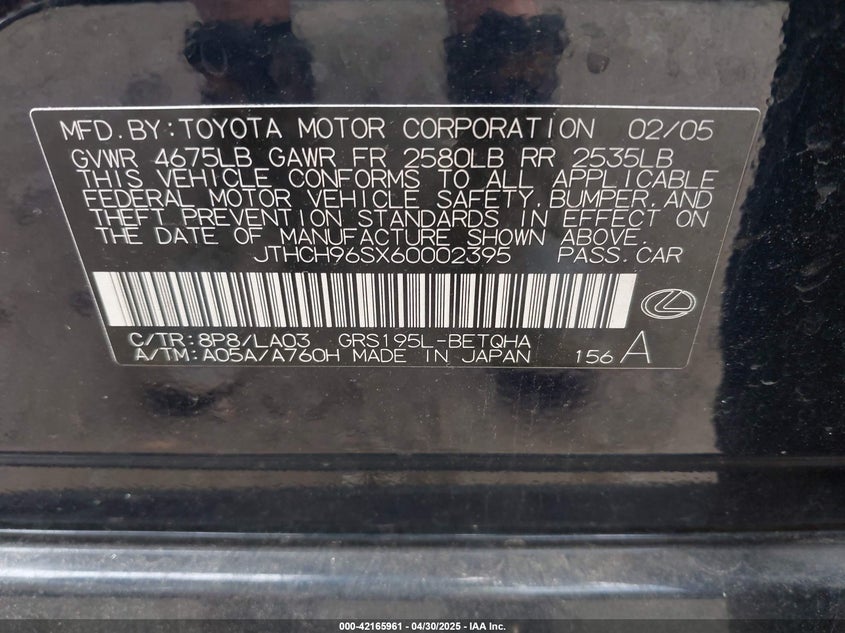 MFD.BY:TOYOTA MOTOR CORPORATION 02/05
GVWR 4675LB GAWR FR 2580LB RR 2535LB
THIS VEHICLE CONFORMS TO ALL APPLICABLE
FEDERAL MOTOR VEHICLE SAFETY,BUMPER,AND
THEFT PREVENTION STANDARDS IN EFFECT ON
THE DATE OF MANUFACTURE SHOWN ABOVE.
JTHCH96SX60002395 PASS.CAR
C/TR:8P8/LA03 GRS195L-BETQHA
A/TM:A05A/A760H MADE IN JAPAN 156 A
000-42165961 - 04/30/2025 - IAA Inc.